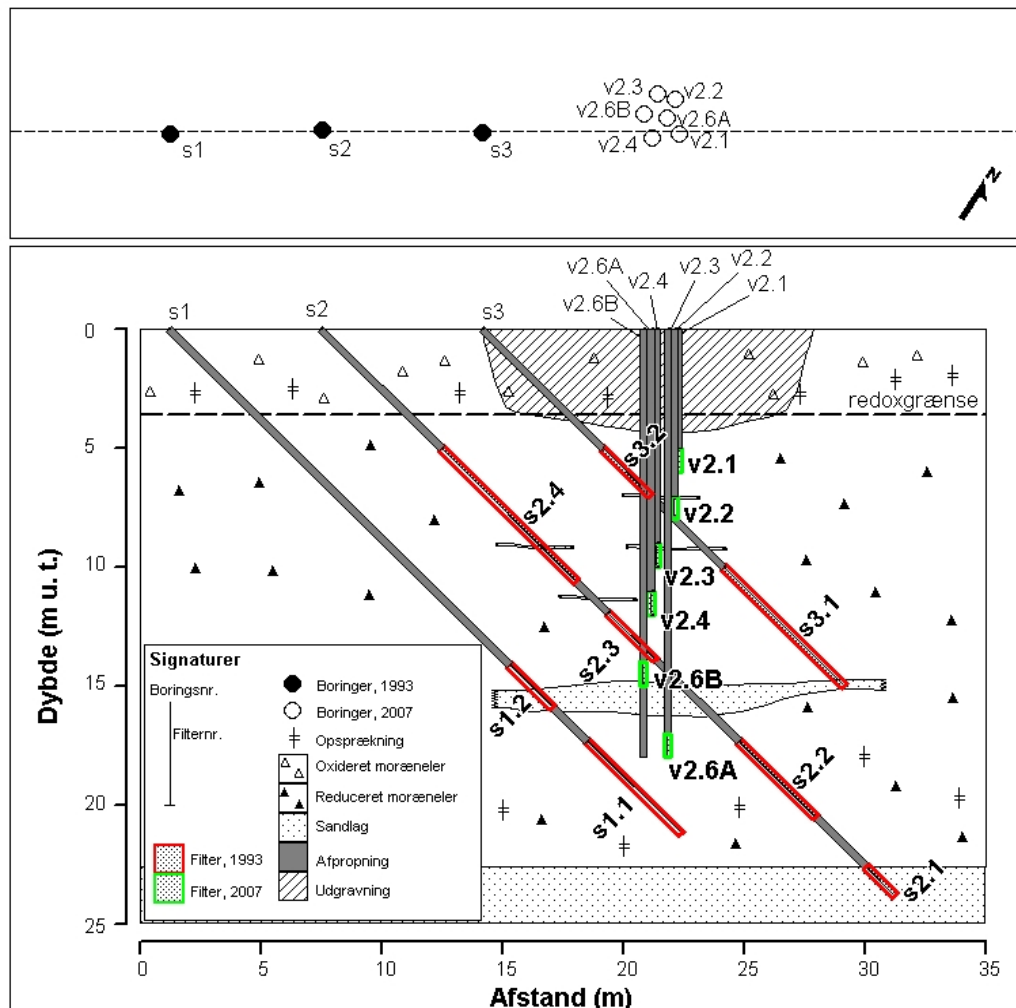 v2.3
v2.2
v2.6B
v2.6A
v2.4
v2.1
s1
s2
s3
N
v2.2
v2.6A
v2.3
v2.4
v2.1
v2.6B
s1
s2
s3
0
5
10
15
20
25
Dybde (m u. t.)
redoxgrænse
s3.2
v2.1
s2.4
v2.2
v2.3
v2.4
s3.1
s2.3
v2.6B
s1.2
v2.6A
s2.2
s1.1
s2.1
Signaturer
Boringsnr.
Filternr.
Filter, 1993
Filter, 2007
Boringer, 1993
Boringer, 2007
Opsprækning
Oxideret moræneler
Reduceret moræneler
Sandlag
Afpropning
Udgravning
0 5 10 15 20 25 30 35
Afstand (m)